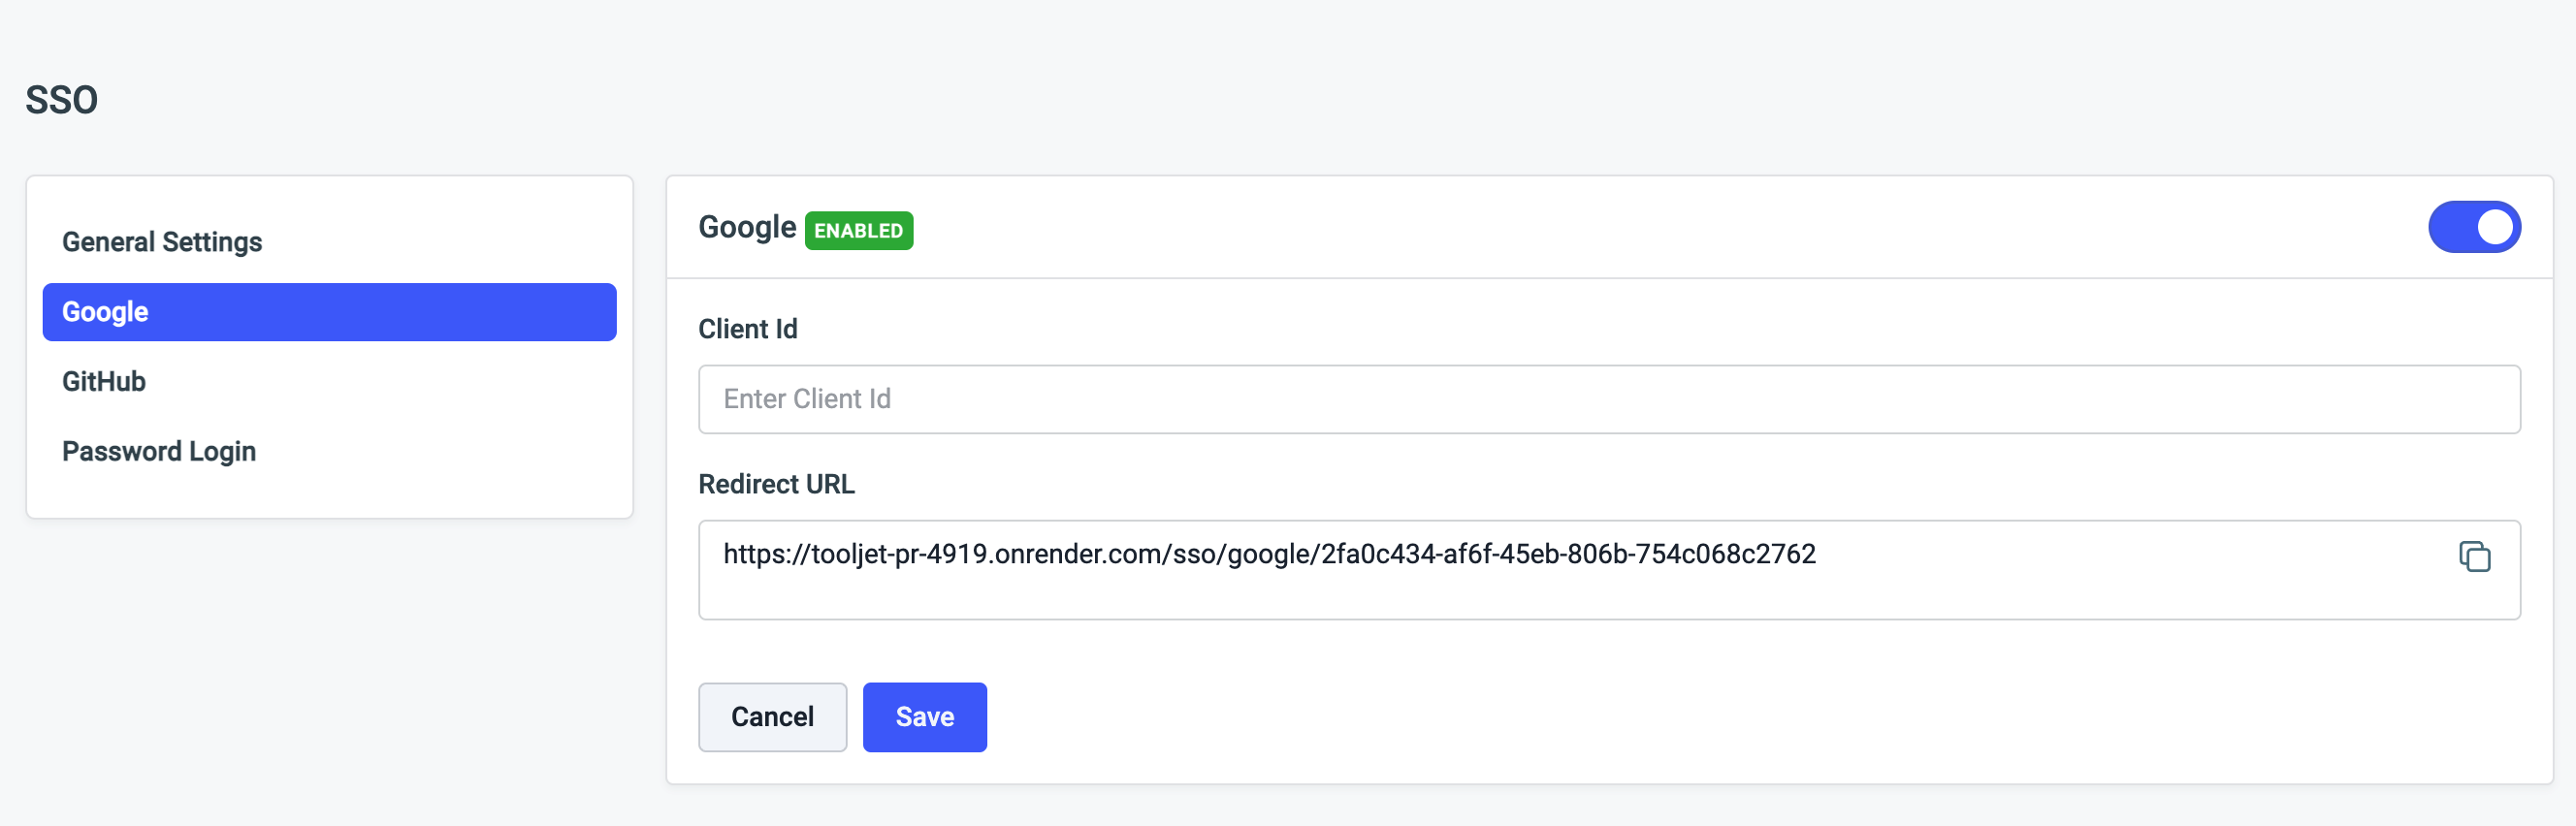 SSO
General Settings
Google
GitHub
Password Login
Google ENABLED
Client Id
Enter Client Id
Redirect URL
https://tooljet-pr-4919.onrender.com/sso/google/2fa0c434-af6f-45eb-806b-754c068c2762
Cancel Save